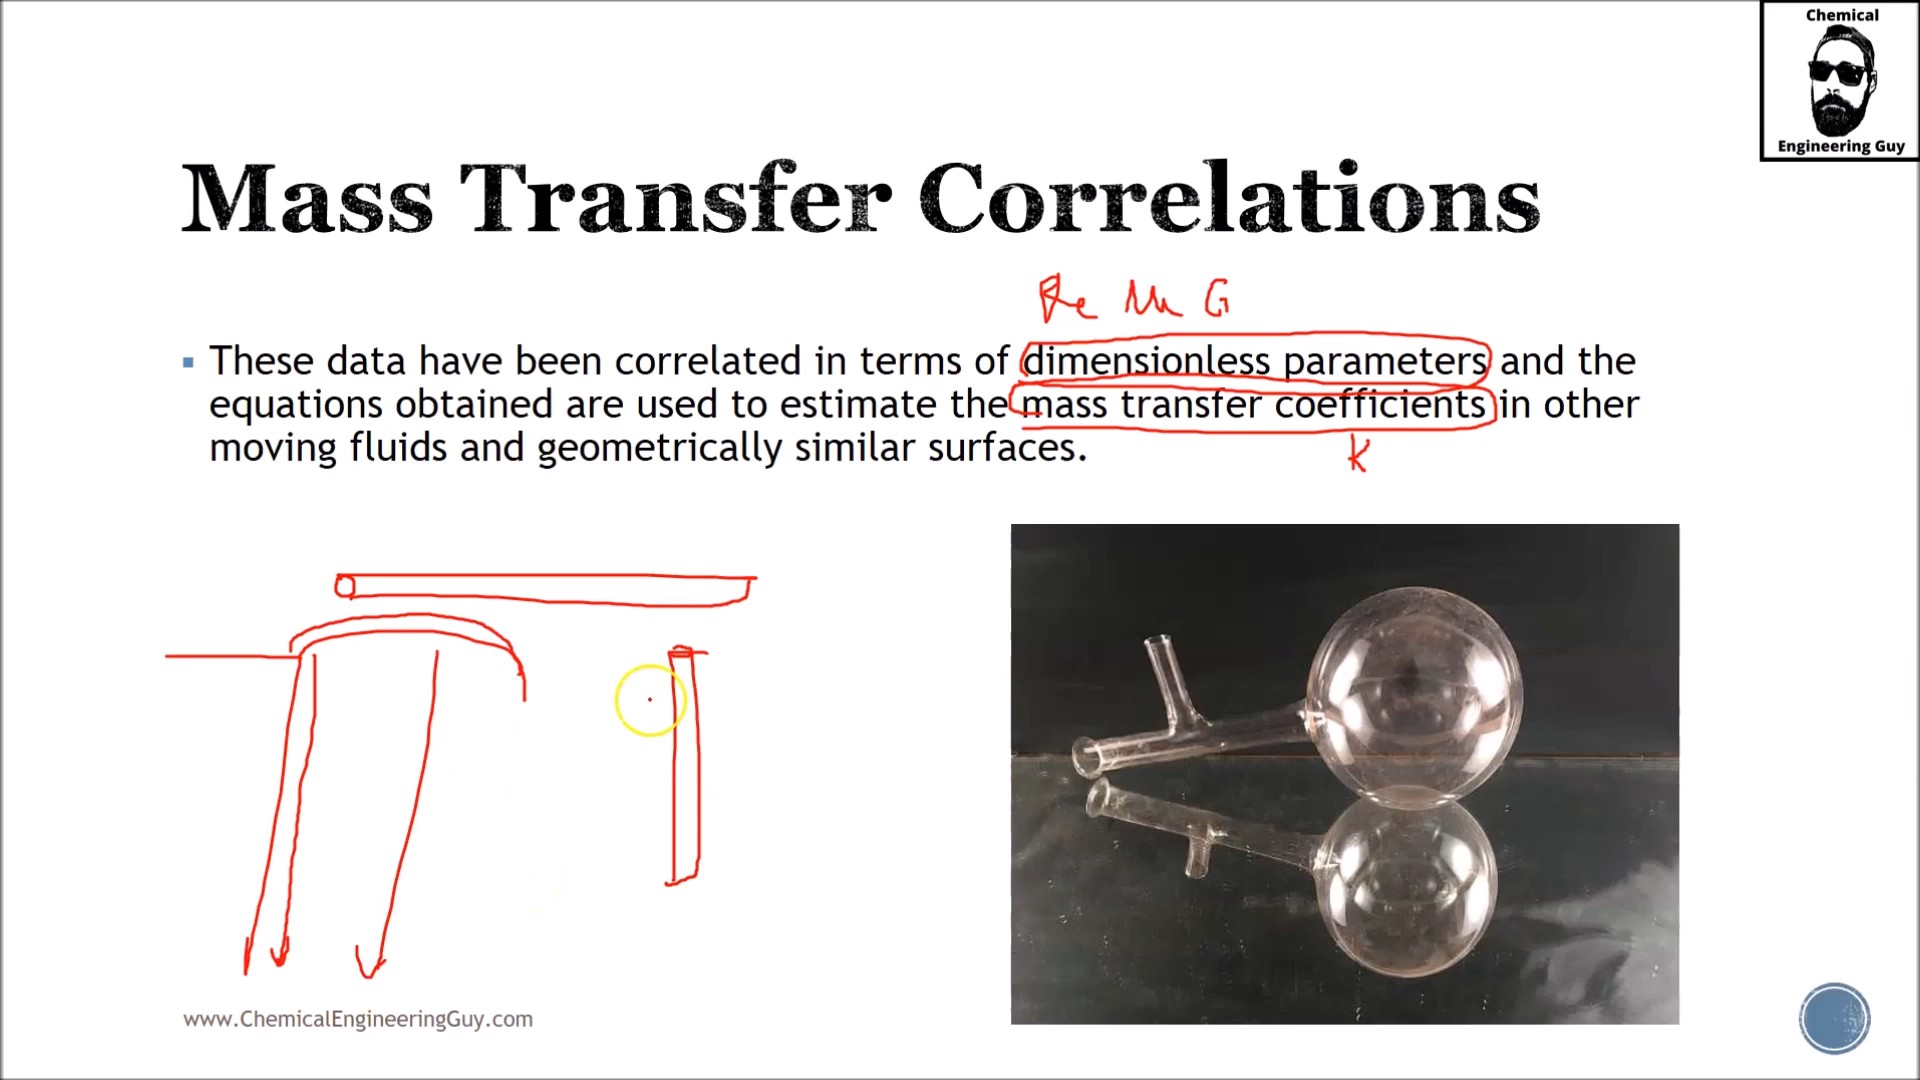 Chemical
Engineering Guy
Mass Transfer Correlations
Re Nu G
These data have been correlated in terms of dimensionless parameters and the
equations obtained are used to estimate the mass transfer coefficients in other
moving fluids and geometrically similar surfaces.
K
www.ChemicalEngineeringGuy.com